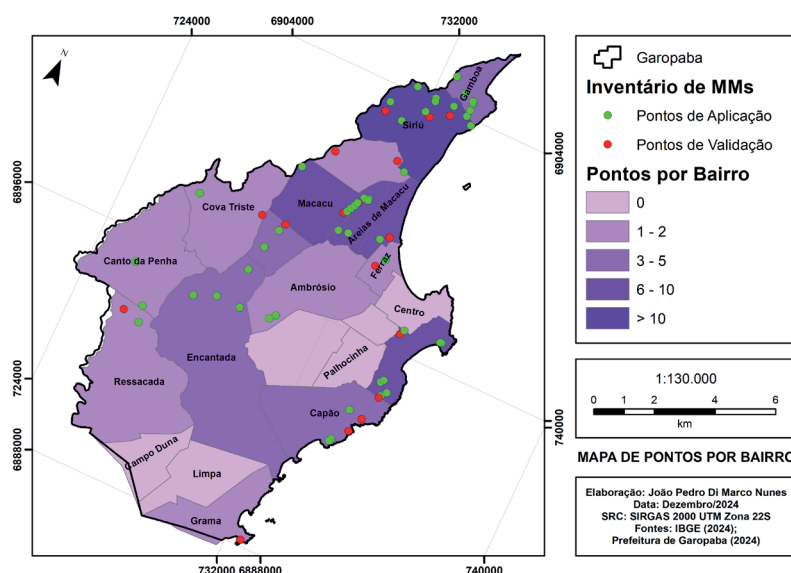 724000
6904000
732000
N
Gamboa
Siriú
6904000
6896000
Macacu
Areias de Macacu
Cova Triste
Canto da Penha
Ferraz
Ambrósio
Centro
Encantada
Palhocinha
Ressacada
Capão
724000
740000
6888000
Campo Duna
Limpa
Grama
732000
6888000
740000
Garopaba
Inventário de MMs
Pontos de Aplicação
Pontos de Validação
Pontos por Bairro
0
1 - 2
3 - 5
6 - 10
> 10
1:130.000
0 1 2 4 6
km
MAPA DE PONTOS POR BAIRRO
Elaboração: João Pedro Di Marco Nunes
Data: Dezembro/2024
SRC: SIRGAS 2000 UTM Zona 22S
Fontes: IBGE (2024);
Prefeitura de Garopaba (2024)